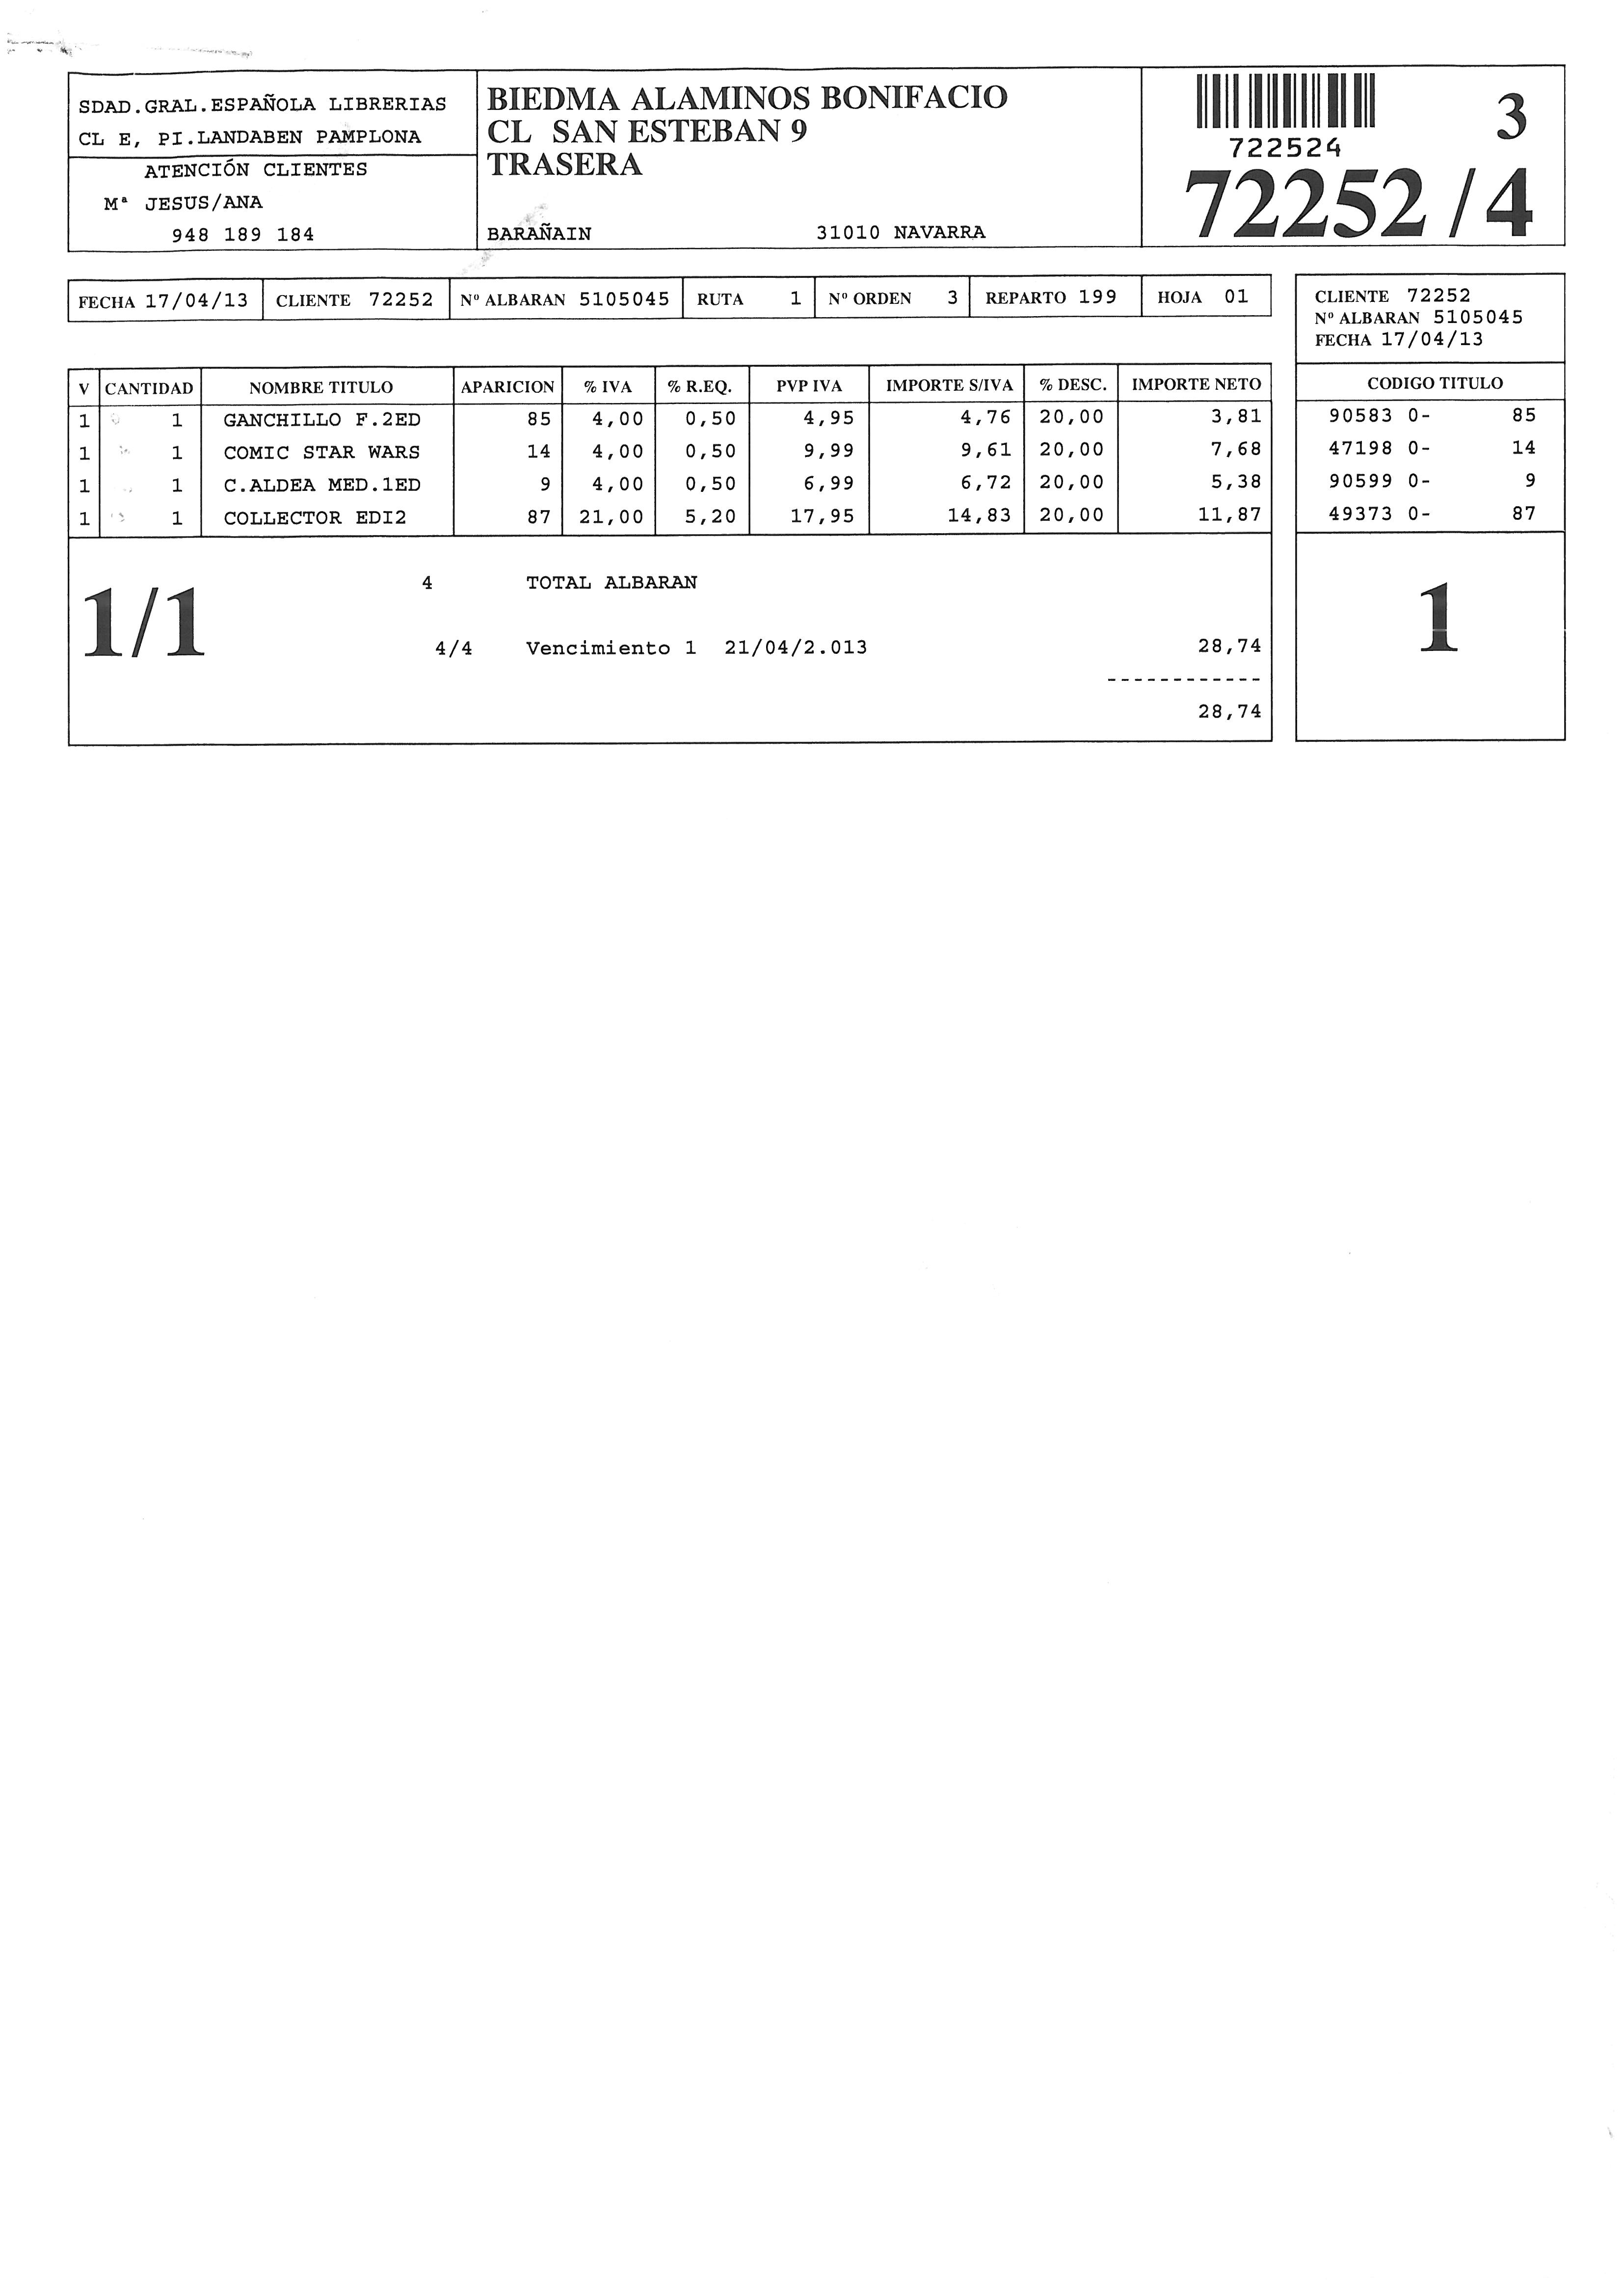 SDAD.GRAL.ESPAÑOLA LIBRERIAS
CL E, PI.LANDABEN PAMPLONA
ATENCIÓN CLIENTES
Mª JESUS/ANA
948 189 184
BIEDMA ALAMINOS BONIFACIO
CL SAN ESTEBAN 9
TRASERA
BARAÑAIN 31010 NAVARRA
722524
3
72252/4
FECHA 17/04/13 CLIENTE 72252 Nº ALBARAN 5105045 RUTA 1 Nº ORDEN 3 REPARTO 199 HOJA 01
CLIENTE 72252
Nº ALBARAN 5105045
FECHA 17/04/13
V CANTIDAD NOMBRE TITULO APARICION % IVA % R.EQ. PVP IVA IMPORTE S/IVA % DESC. IMPORTE NETO CODIGO TITULO
1 1 GANCHILLO F.2ED 85 4,00 0,50 4,95 4,76 20,00 3,81 90583 0- 85
1 1 COMIC STAR WARS 14 4,00 0,50 9,99 9,61 20,00 7,68 47198 0- 14
1 1 C.ALDEA MED.1ED 9 4,00 0,50 6,99 6,72 20,00 5,38 90599 0- 9
1 1 COLLECTOR EDI2 87 21,00 5,20 17,95 14,83 20,00 11,87 49373 0- 87
4 TOTAL ALBARAN
1/1
4/4 Vencimiento 1 21/04/2.013 28,74
------------
28,74
1